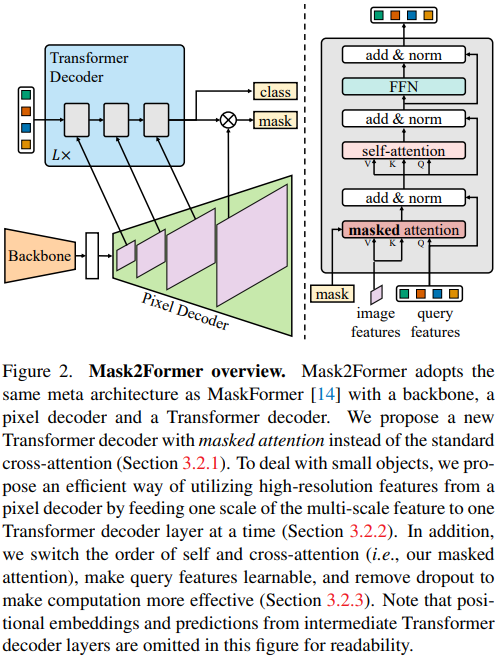 Transformer
Decoder
L×
class
mask
Backbone
Pixel Decoder
add & norm
FFN
add & norm
self-attention
V K Q
add & norm
masked attention
V K Q
mask
image
features
query
features
Figure 2. Mask2Former overview. Mask2Former adopts the
same meta architecture as MaskFormer [14] with a backbone, a
pixel decoder and a Transformer decoder. We propose a new
Transformer decoder with masked attention instead of the standard
cross-attention (Section 3.2.1). To deal with small objects, we pro-
pose an efficient way of utilizing high-resolution features from a
pixel decoder by feeding one scale of the multi-scale feature to one
Transformer decoder layer at a time (Section 3.2.2). In addition,
we switch the order of self and cross-attention (i.e., our masked
attention), make query features learnable, and remove dropout to
make computation more effective (Section 3.2.3). Note that posi-
tional embeddings and predictions from intermediate Transformer
decoder layers are omitted in this figure for readability.